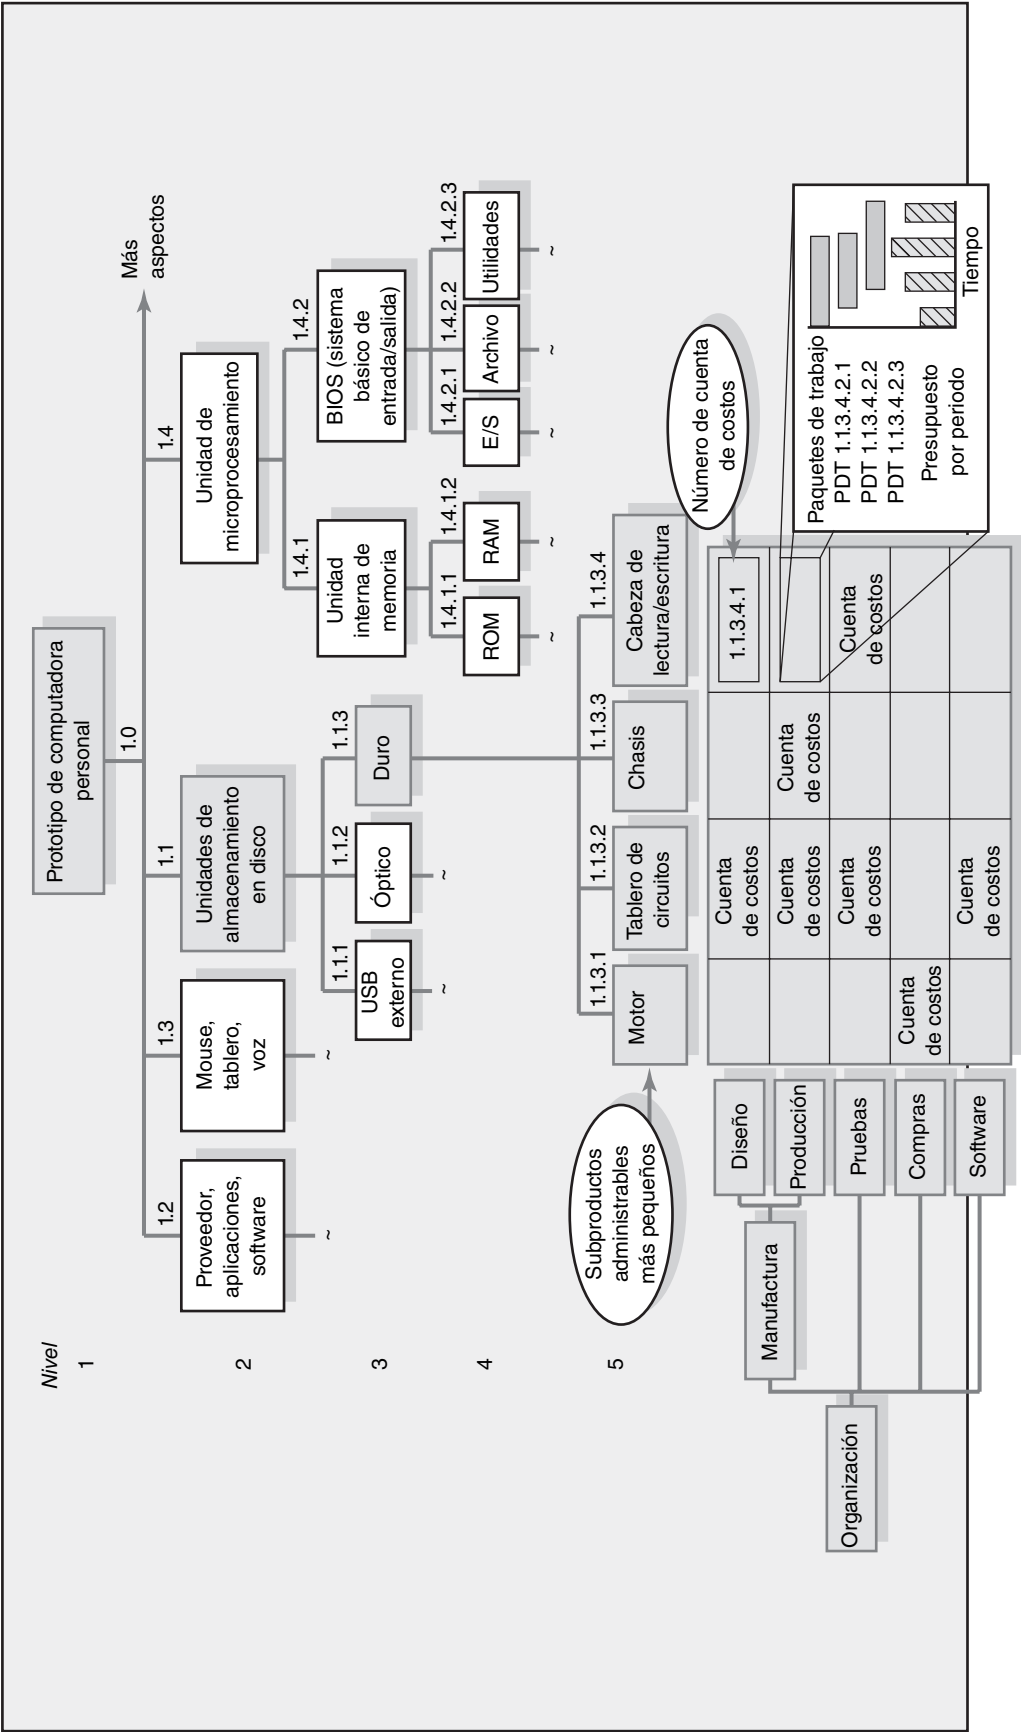 Nivel
1
2
3
4
5
Prototipo de computadora
personal
1.0
Más
aspectos
1.2
Proveedor,
aplicaciones,
software
~
1.3
Mouse,
tablero,
voz
~
1.1
Unidades de
almacenamiento
en disco
1.4
Unidad de
microprocesamiento
1.1.1
USB
externo
~
1.1.2
Óptico
~
1.1.3
Duro
1.4.1
Unidad
interna de
memoria
1.4.2
BIOS (sistema
básico de
entrada/salida)
1.4.1.1
ROM
~
1.4.1.2
RAM
~
1.4.2.1
E/S
~
1.4.2.2
Archivo
~
1.4.2.3
Utilidades
~
Subproductos
administrables
más pequeños
1.1.3.1
Motor
1.1.3.2
Tablero de
circuitos
1.1.3.3
Chasis
1.1.3.4
Cabeza de
lectura/escritura
Número de cuenta
de costos
Organización
Manufactura
Diseño
Cuenta
de costos
1.1.3.4.1
Producción
Cuenta
de costos
Cuenta
de costos
Pruebas
Cuenta
de costos
Cuenta
de costos
Compras
Cuenta
de costos
Software
Cuenta
de costos
Paquetes de trabajo
PDT 1.1.3.4.2.1
PDT 1.1.3.4.2.2
PDT 1.1.3.4.2.3
Presupuesto
por periodo
Tiempo